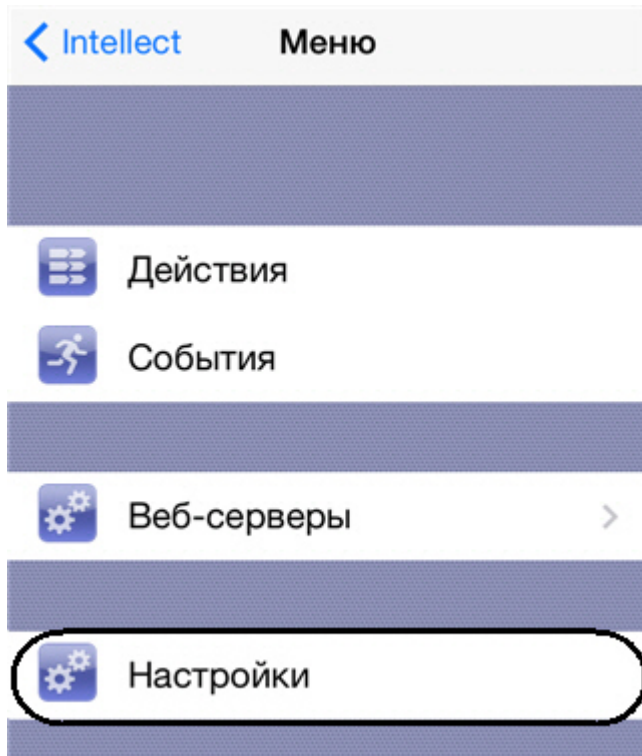 Intellect Меню
Действия
События
Веб-серверы
Настройки